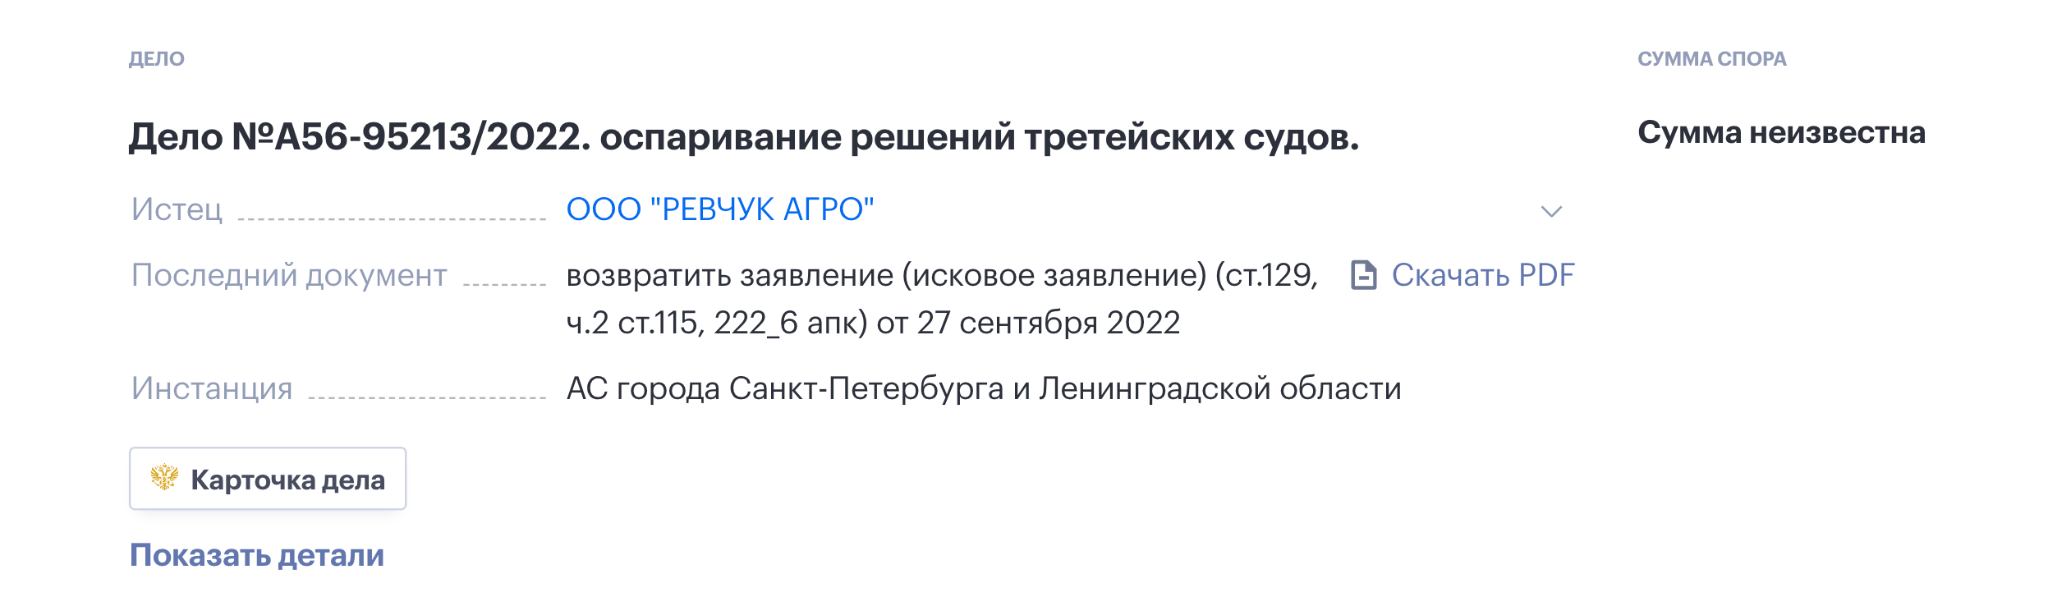 ДЕЛО
СУММА СПОРА
Дело №А56-95213/2022. оспаривание решений третейских судов.
Сумма неизвестна
Истец
ООО "РЕВЧУК АГРО"
Последний документ
возвратить заявление (исковое заявление) (ст.129,
ч.2 ст.115, 222_6 апк) от 27 сентября 2022
Скачать PDF
Инстанция
АС города Санкт-Петербурга и Ленинградской области
Карточка дела
Показать детали